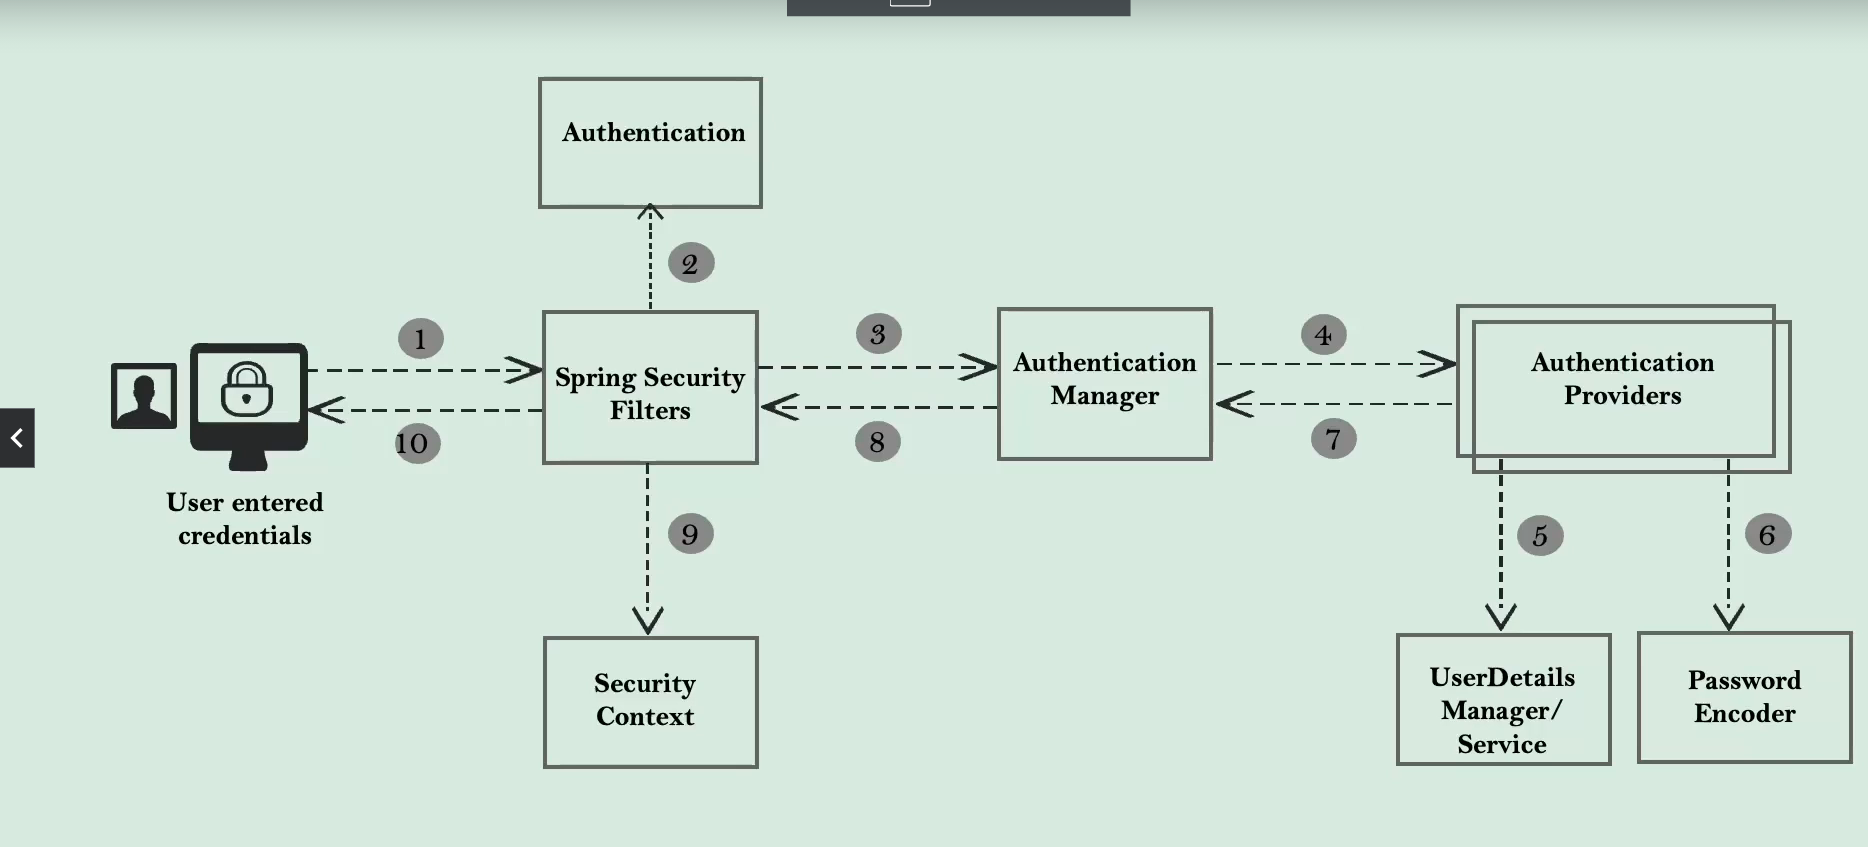 Authentication
2
1
3
4
Spring Security
Filters
Authentication
Manager
Authentication
Providers
10
8
7
User entered
credentials
9
5
6
Security
Context
UserDetails
Manager/
Service
Password
Encoder